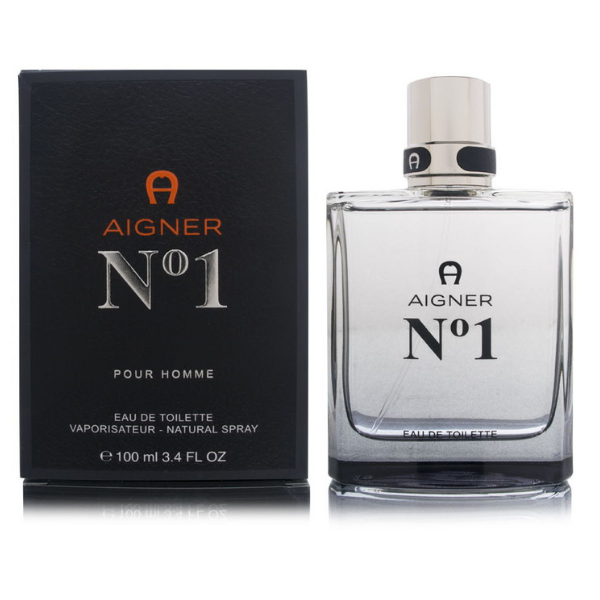 AIGNER
Nº1
POUR HOMME
EAU DE TOILETTE
VAPORISATEUR - NATURAL SPRAY
℮ 100 ml 3.4 FL OZ
AIGNER
Nº1
EAU DE TOILETTE